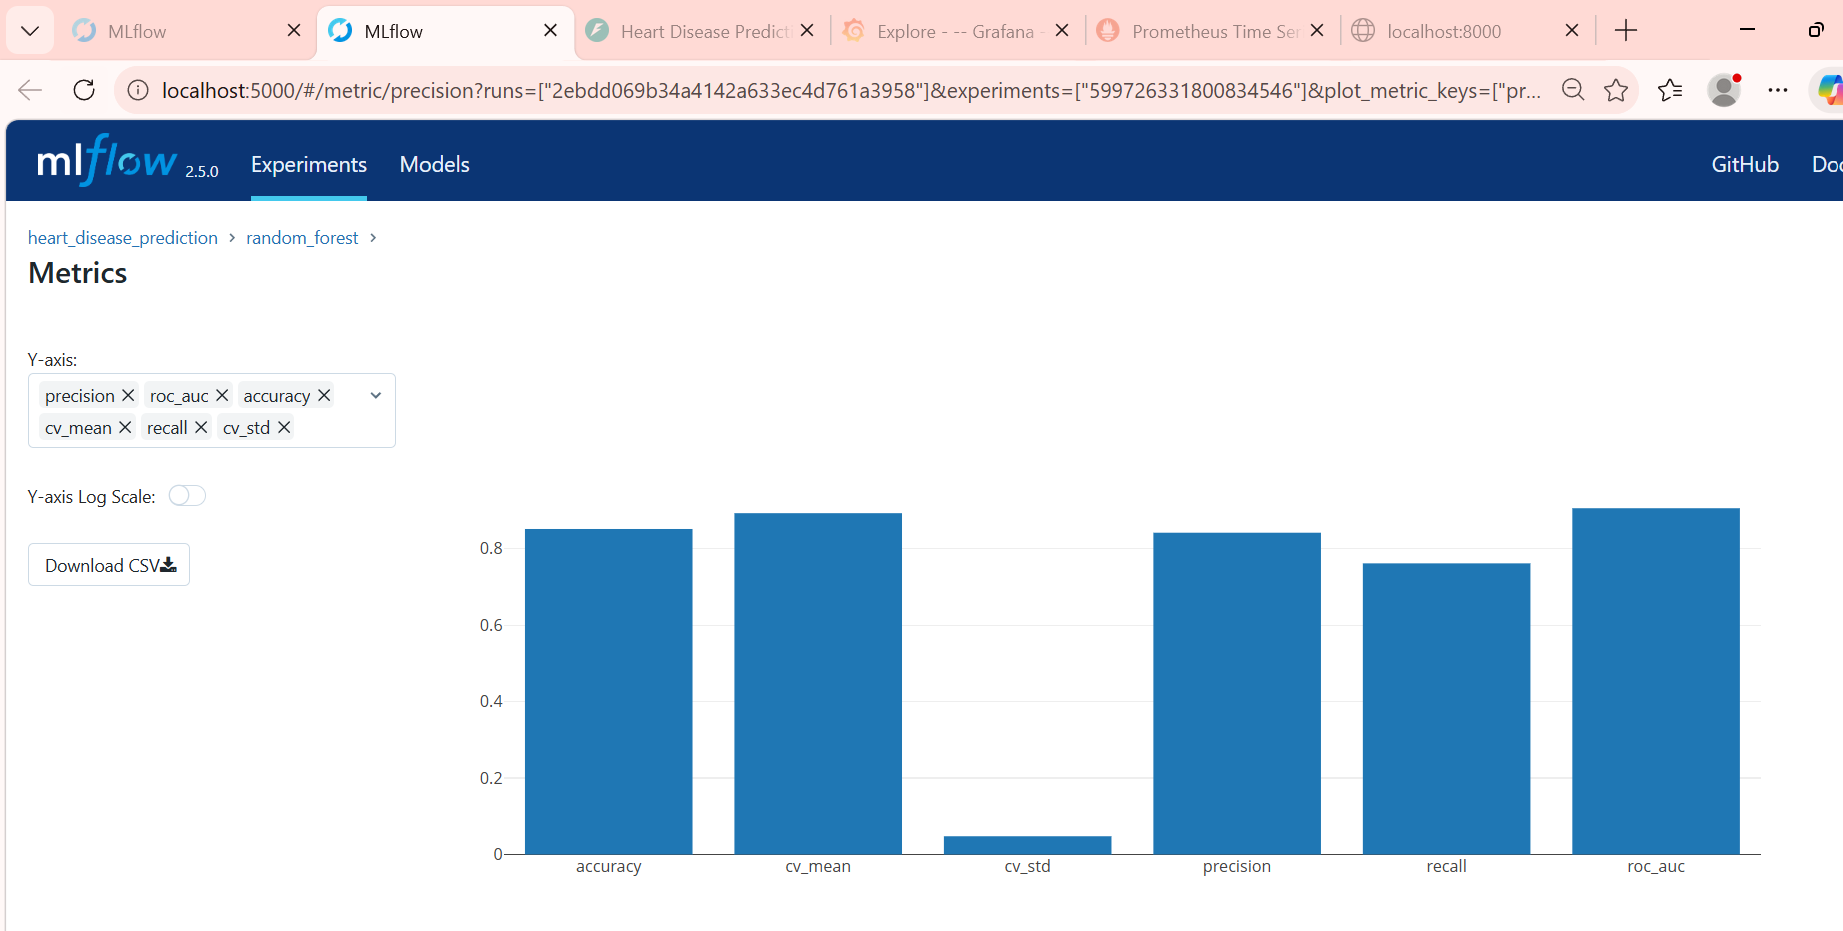 MLflow
MLflow
Heart Disease Predicti
Explore - -- Grafana -
Prometheus Time Ser
localhost:8000
localhost:5000/#/metric/precision?runs=["2ebdd069b34a4142a633ec4d761a3958"]&experiments=["599726331800834546"]&plot_metric_keys=["pr...
mlflow 2.5.0
Experiments
Models
GitHub
Doc
heart_disease_prediction > random_forest >
Metrics
Y-axis:
precision × roc_auc × accuracy ×
cv_mean × recall × cv_std ×
Y-axis Log Scale:
Download CSV
0.8
0.6
0.4
0.2
0
accuracy
cv_mean
cv_std
precision
recall
roc_auc